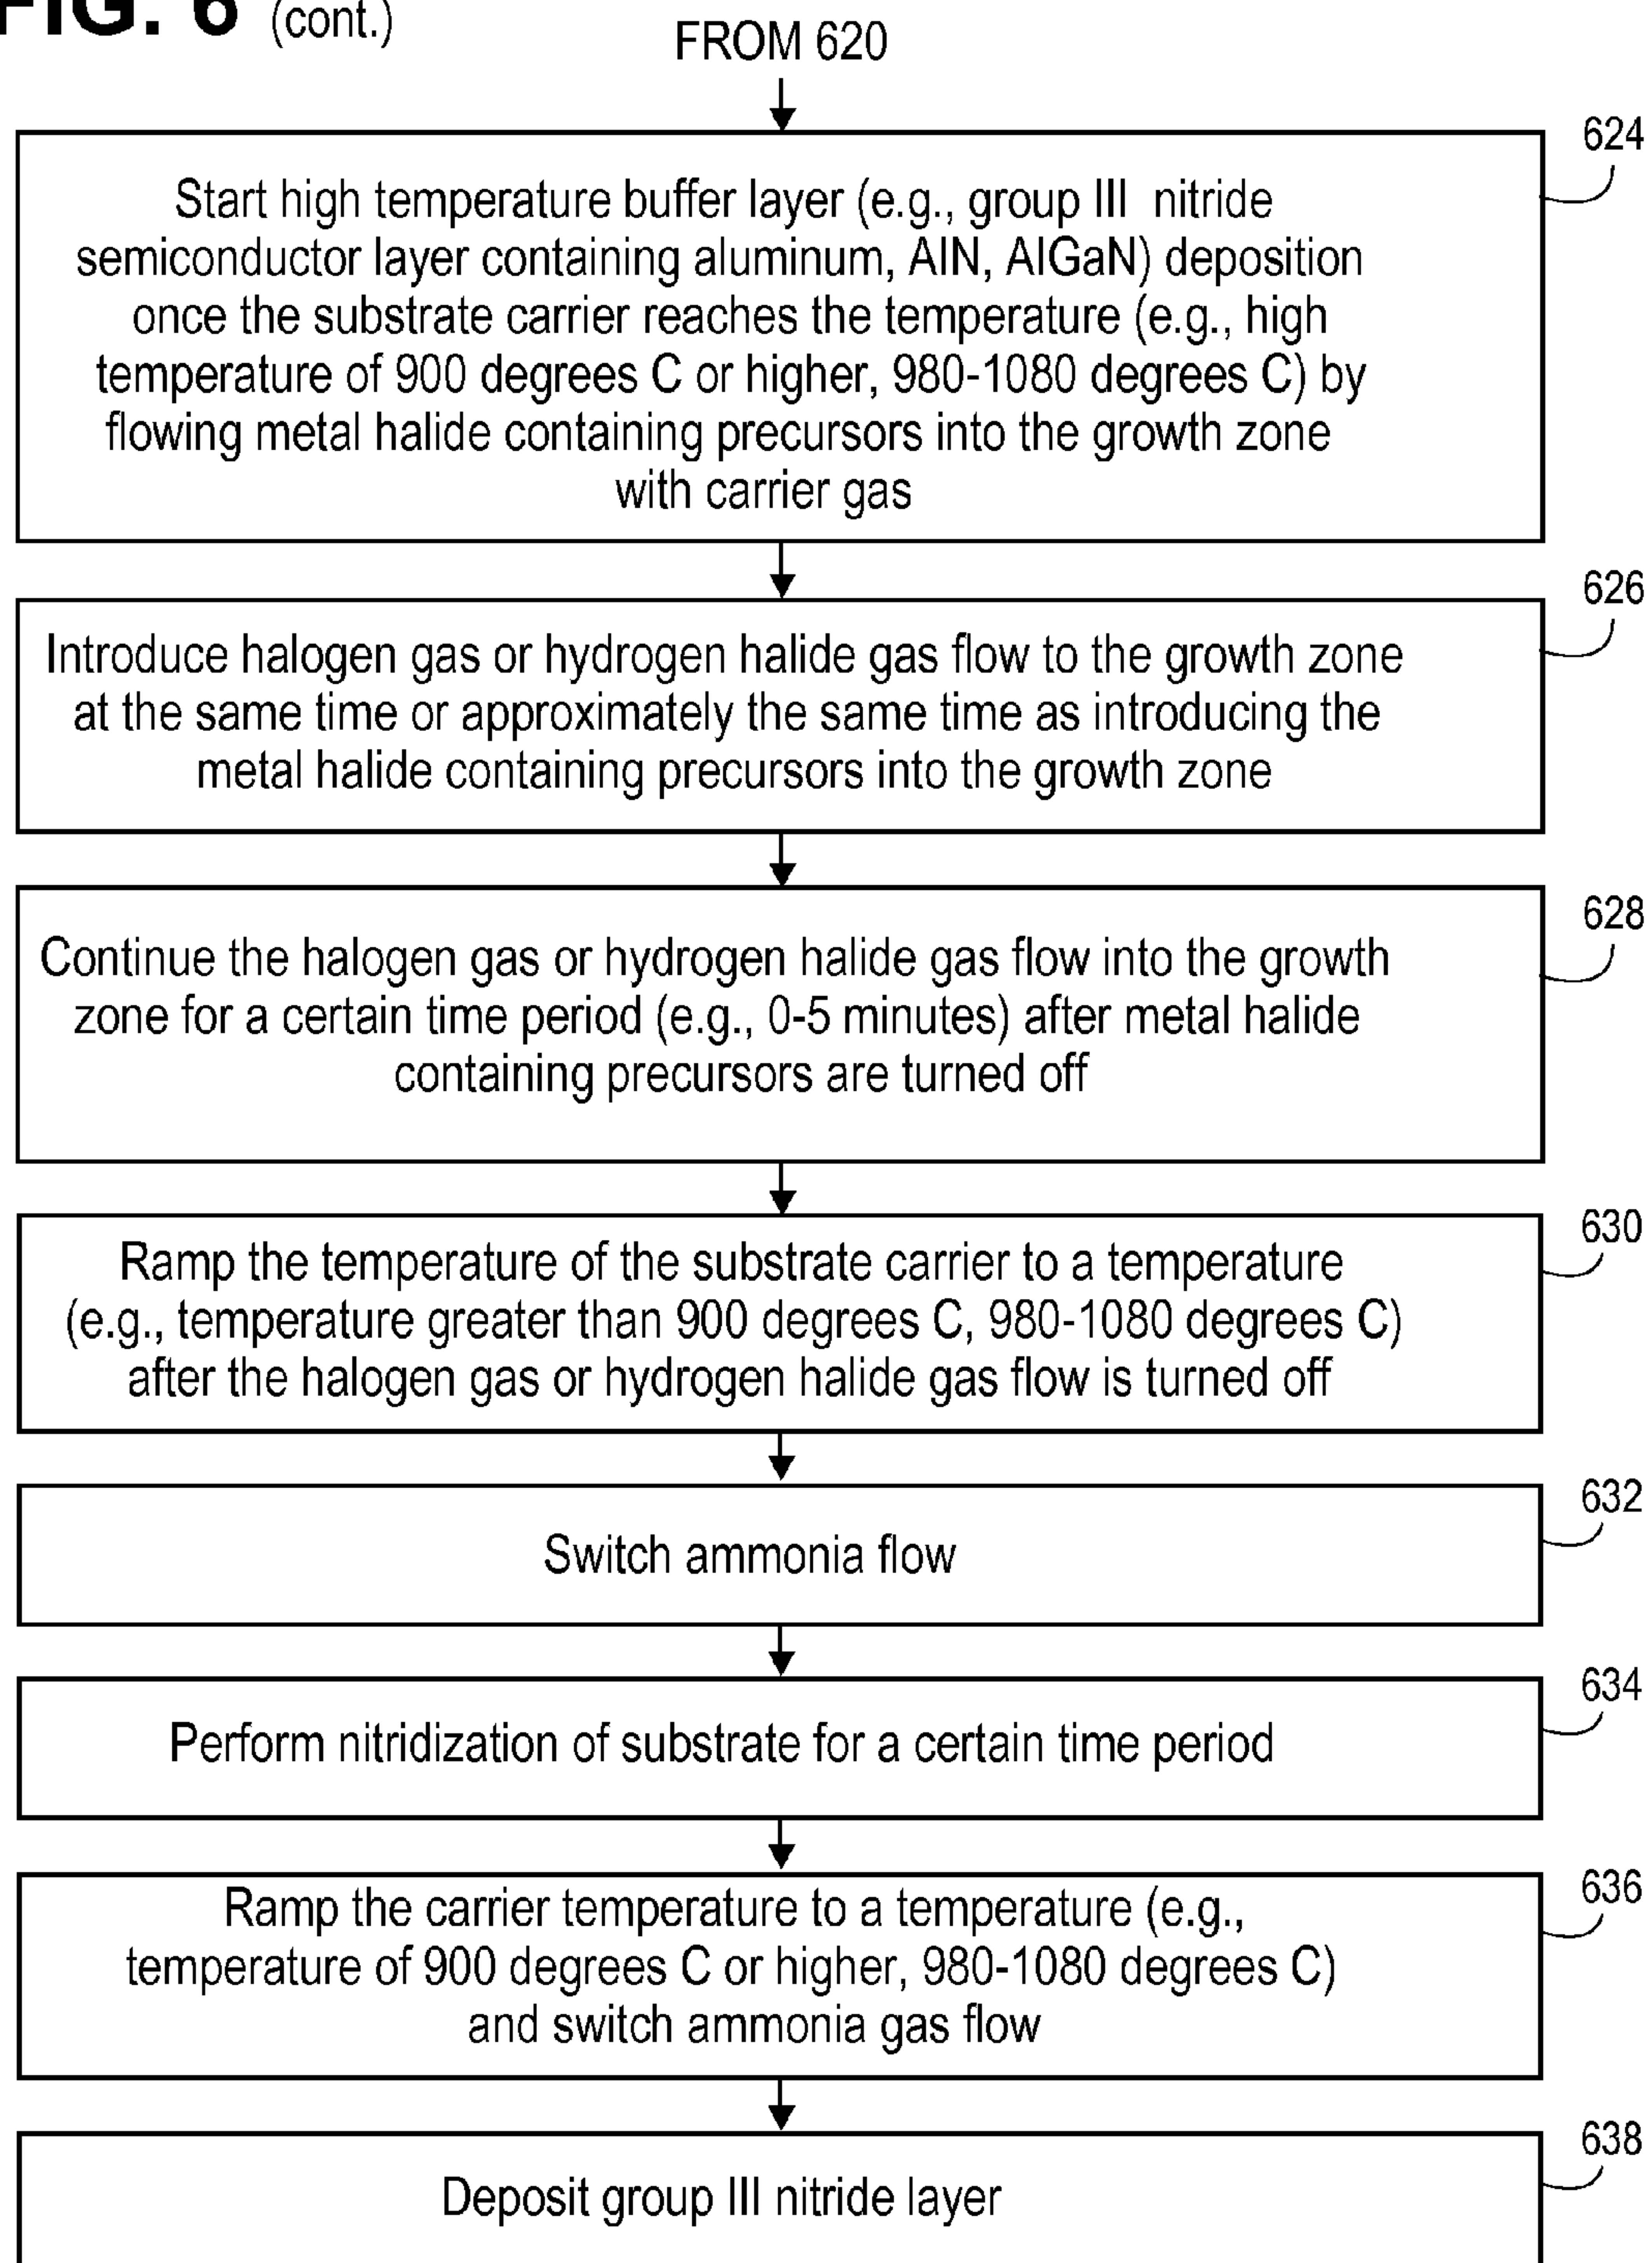 FIG. 6 (cont.)
FROM 620
624
Start high temperature buffer layer (e.g., group III nitride
semiconductor layer containing aluminum, AlN, AlGaN) deposition
once the substrate carrier reaches the temperature (e.g., high
temperature of 900 degrees C or higher, 980-1080 degrees C) by
flowing metal halide containing precursors into the growth zone
with carrier gas
626
Introduce halogen gas or hydrogen halide gas flow to the growth zone
at the same time or approximately the same time as introducing the
metal halide containing precursors into the growth zone
628
Continue the halogen gas or hydrogen halide gas flow into the growth
zone for a certain time period (e.g., 0-5 minutes) after metal halide
containing precursors are turned off
630
Ramp the temperature of the substrate carrier to a temperature
(e.g., temperature greater than 900 degrees C, 980-1080 degrees C)
after the halogen gas or hydrogen halide gas flow is turned off
632
Switch ammonia flow
634
Perform nitridization of substrate for a certain time period
636
Ramp the carrier temperature to a temperature (e.g.,
temperature of 900 degrees C or higher, 980-1080 degrees C)
and switch ammonia gas flow
638
Deposit group III nitride layer